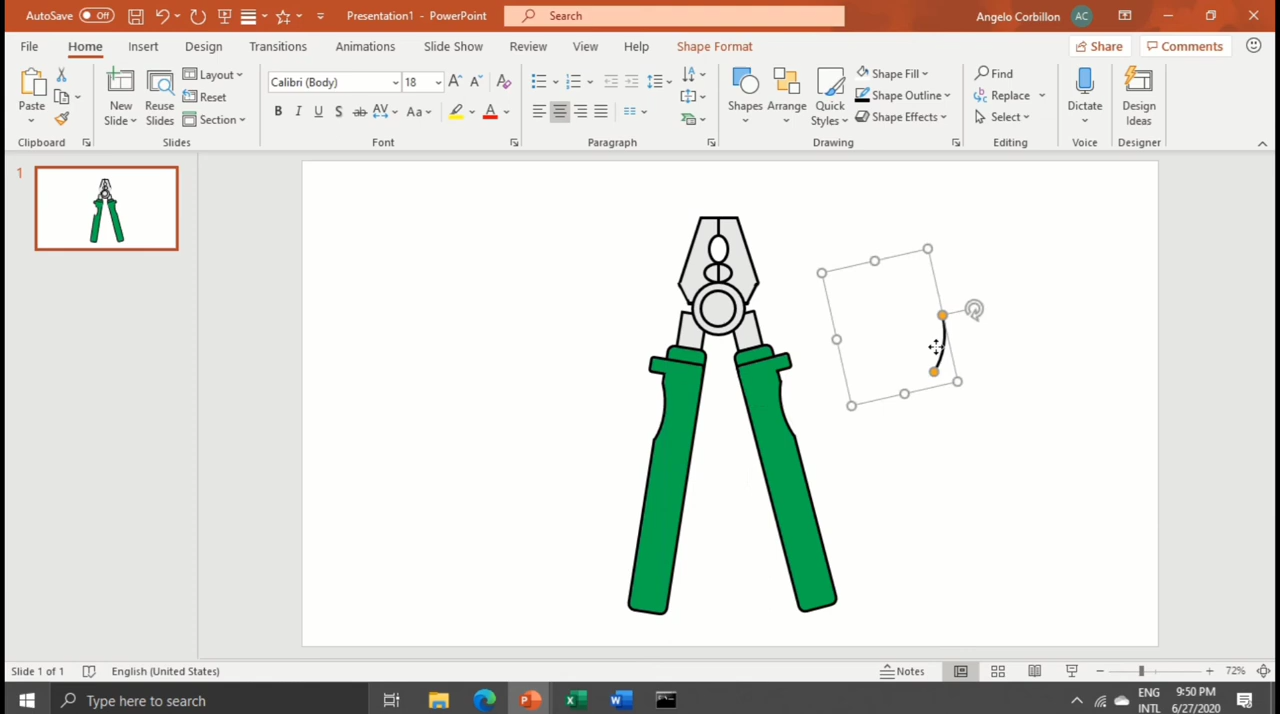 AutoSave Off Presentation1 - PowerPoint Search Angelo Corbillon AC
File Home Insert Design Transitions Animations Slide Show Review View Help Shape Format Share Comments
Paste New Slide Reuse Slides Layout Reset Section Calibri (Body) 18 Shapes Arrange Quick Styles Shape Fill Shape Outline Shape Effects Find Replace Select Dictate Design Ideas
B I U S ab AV Aa A
Clipboard Slides Font Paragraph Drawing Editing Voice Designer
1
Slide 1 of 1 English (United States) Notes 72%
Type here to search ENG INTL 9:50 PM 6/27/2020